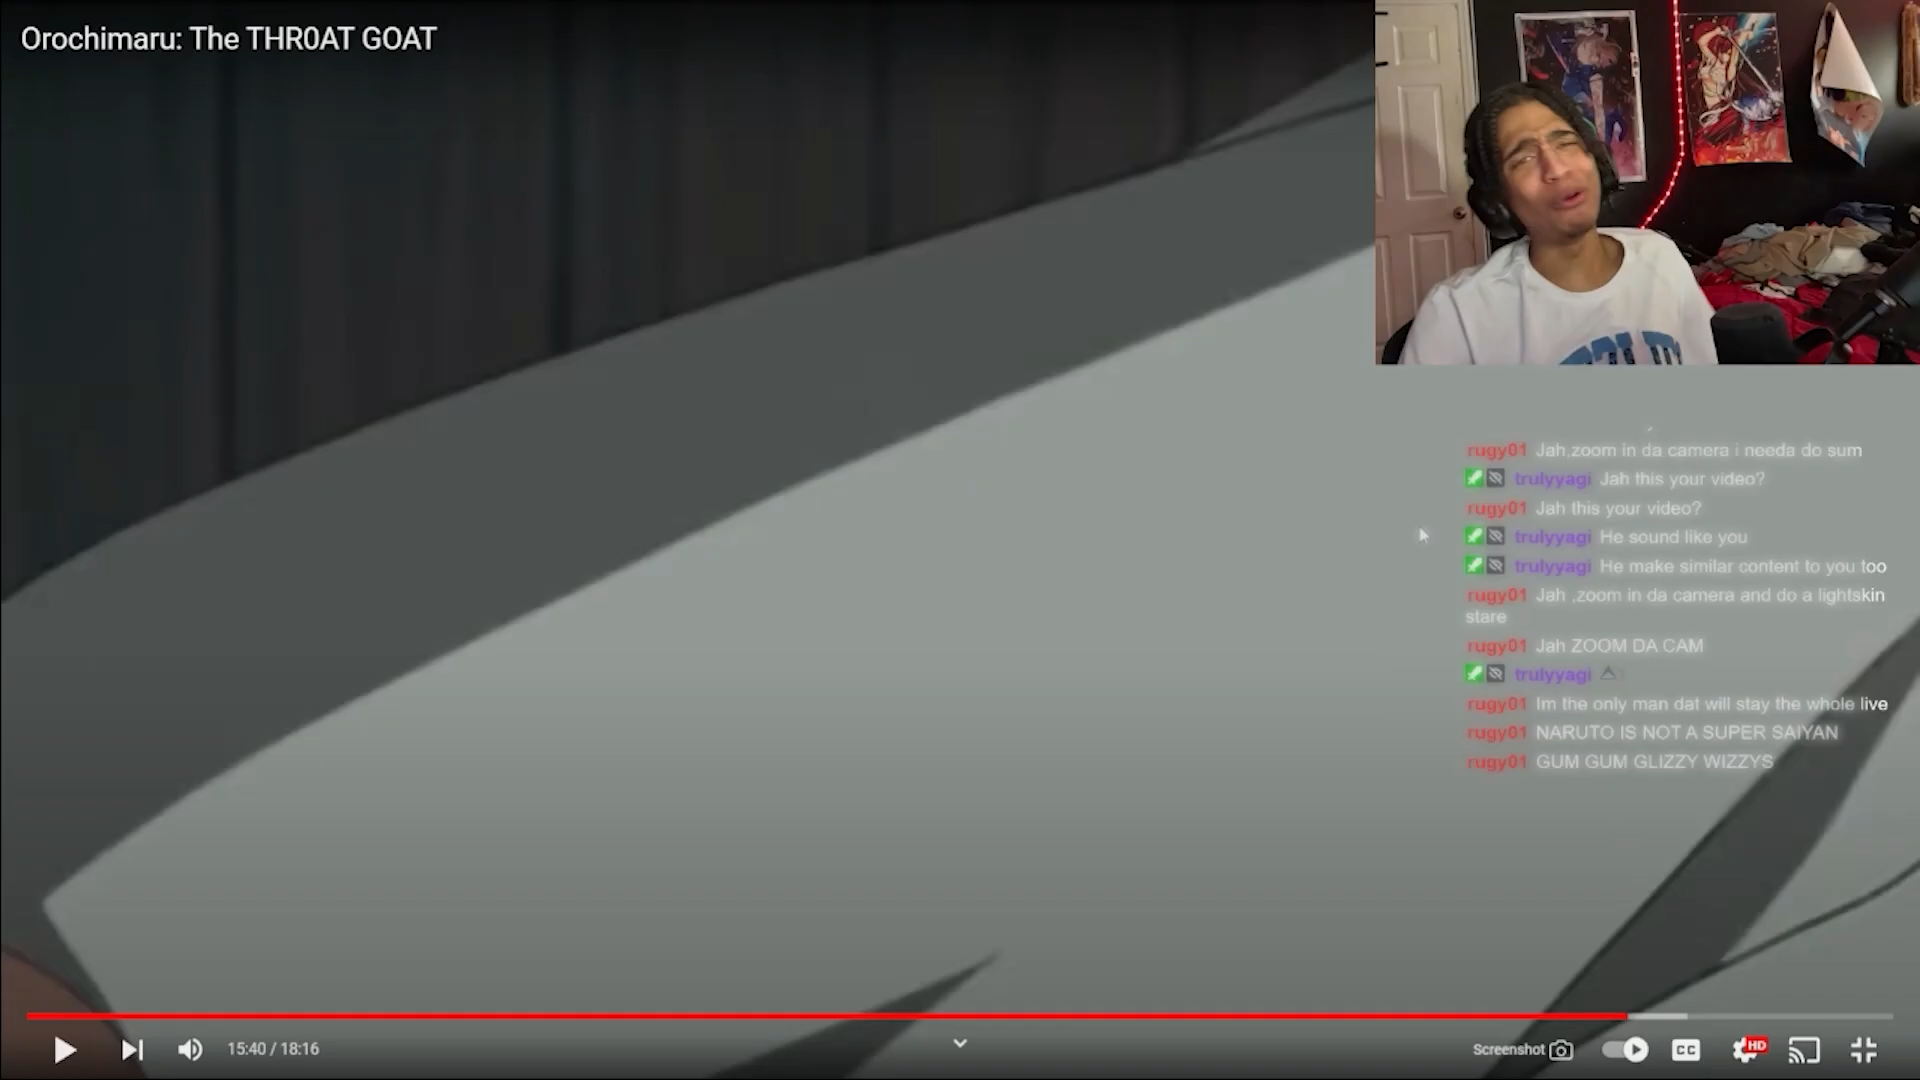 Orochimaru: The THR0AT GOAT
rugy01 Jah,zoom in da camera i needa do sum
trulyyagi Jah this your video?
rugy01 Jah this your video?
trulyyagi He sound like you
trulyyagi He make similar content to you too
rugy01 Jah ,zoom in da camera and do a lightskin
stare
rugy01 Jah ZOOM DA CAM
trulyyagi
rugy01 Im the only man dat will stay the whole live
rugy01 NARUTO IS NOT A SUPER SAIYAN
rugy01 GUM GUM GLIZZY WIZZYS
15:40 / 18:16
Screenshot
CC
HD